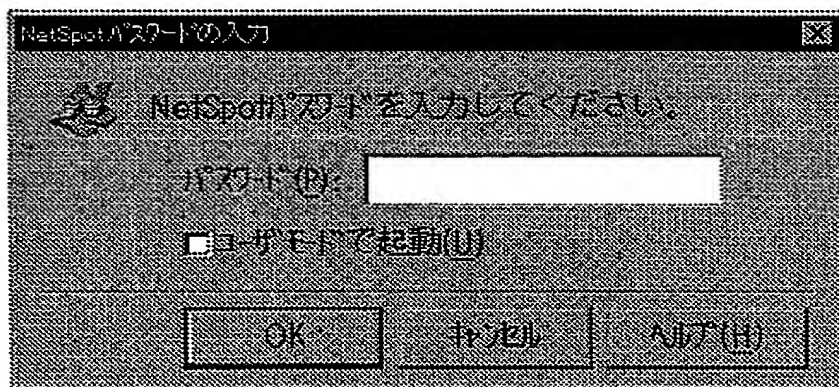 NetSpotパスワードの入力
NetSpotパスワードを入力してください。
パスワード(P):
ユーザモードで起動(U)
OK
キャンセル
ヘルプ(H)